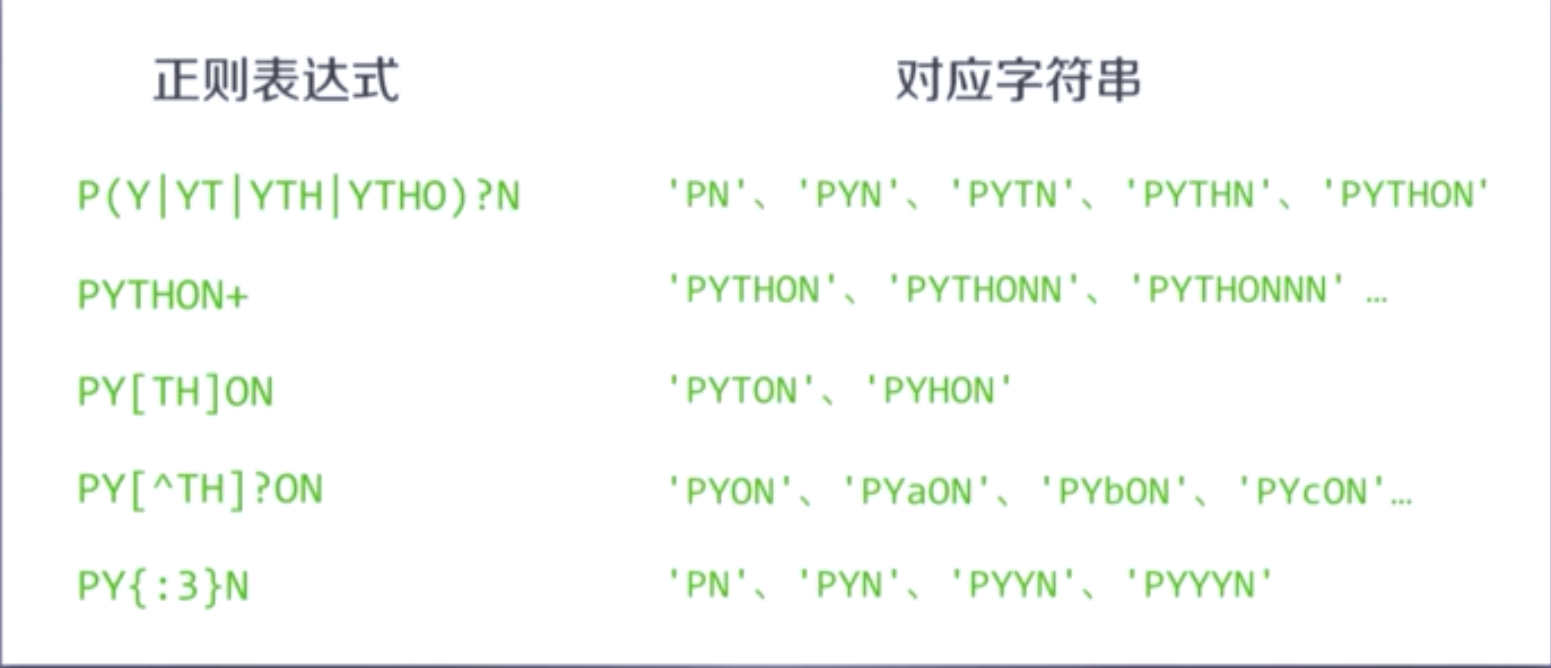 正则表达式 对应字符串
P(Y|YT|YTH|YTHO)?N 'PN'、'PYN'、'PYTN'、'PYTHN'、'PYTHON'
PYTHON+ 'PYTHON'、'PYTHONN'、'PYTHONNN' …
PY[TH]ON 'PYTON'、'PYHON'
PY[^TH]?ON 'PYON'、'PYaON'、'PYbON'、'PYcON'…
PY{:3}N 'PN'、'PYN'、'PYYN'、'PYYYN'